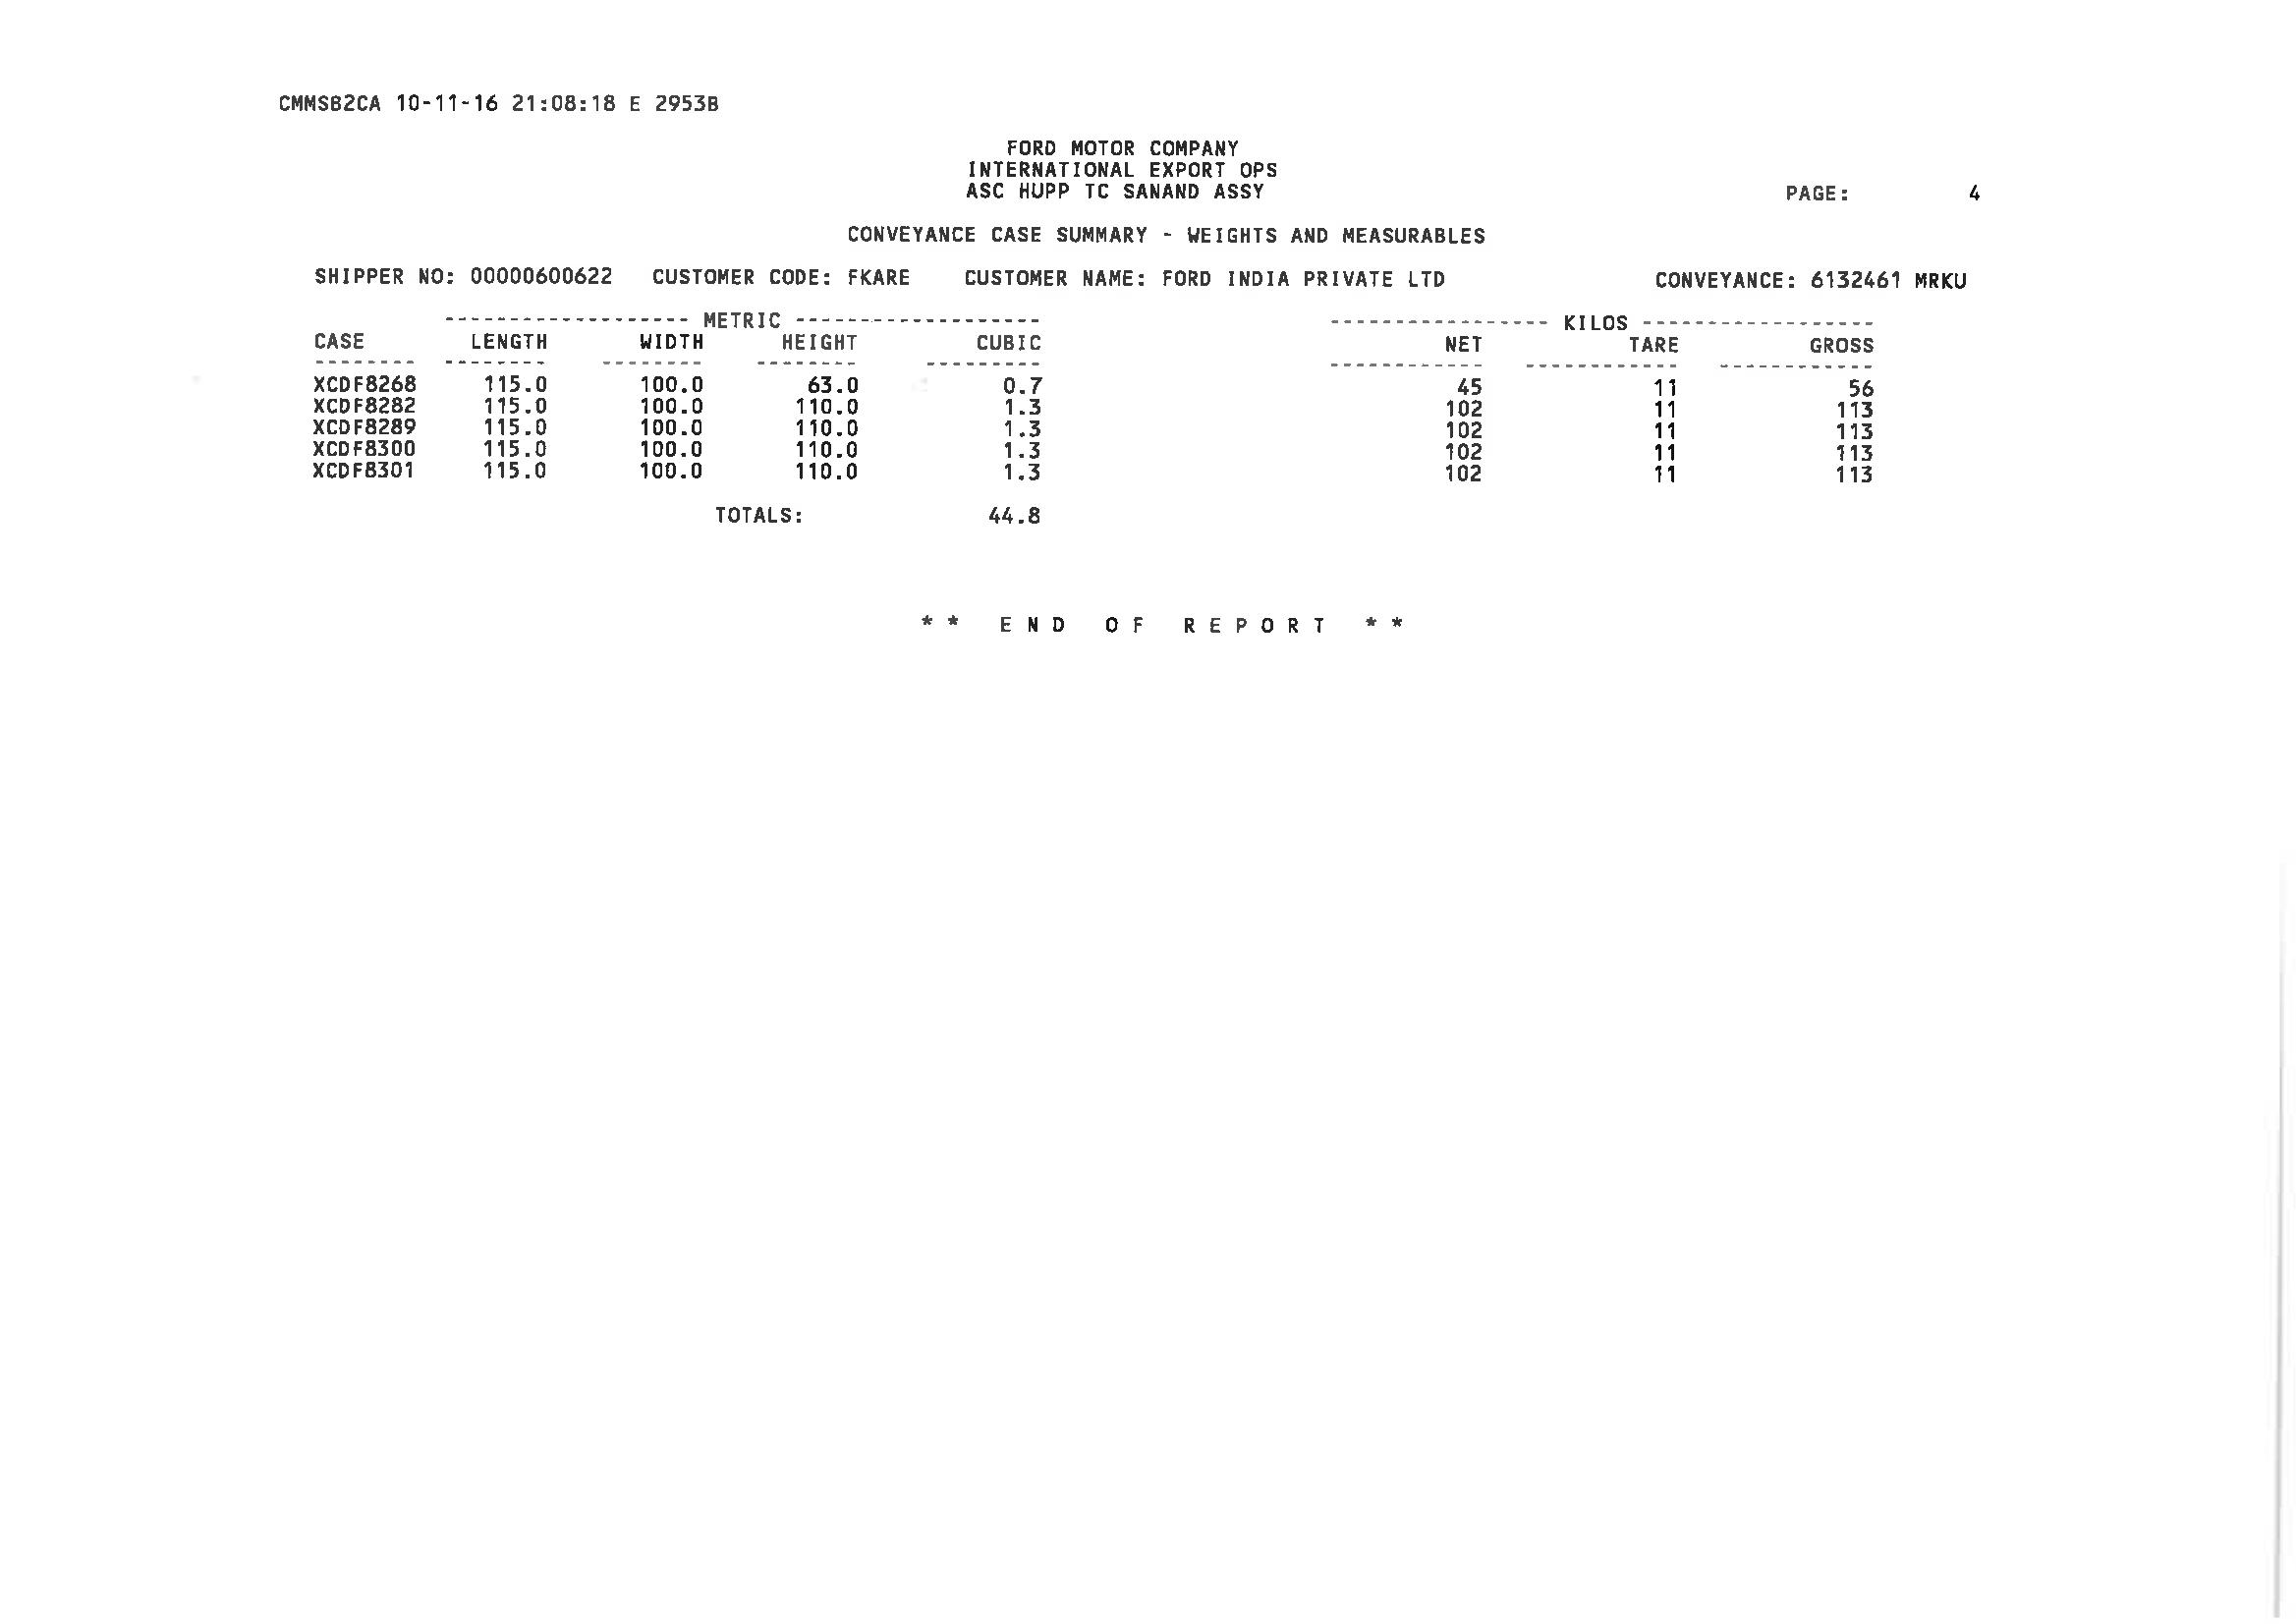 CMMSB2CA 10-11-16 21:08:18 E 2953B
FORD MOTOR COMPANY
INTERNATIONAL EXPORT OPS
ASC HUPP TC SANAND ASSY PAGE: 4
CONVEYANCE CASE SUMMARY - WEIGHTS AND MEASURABLES
SHIPPER NO: 00000600622 CUSTOMER CODE: FKARE CUSTOMER NAME: FORD INDIA PRIVATE LTD CONVEYANCE: 6132461 MRKU
------------------- METRIC ------------------- ----------------- KILOS ------------------
CASE LENGTH WIDTH HEIGHT CUBIC NET TARE GROSS
-------- -------- -------- -------- --------- ------------ ------------ ------------
XCDF8268 115.0 100.0 63.0 0.7 45 11 56
XCDF8282 115.0 100.0 110.0 1.3 102 11 113
XCDF8289 115.0 100.0 110.0 1.3 102 11 113
XCDF8300 115.0 100.0 110.0 1.3 102 11 113
XCDF8301 115.0 100.0 110.0 1.3 102 11 113
TOTALS: 44.8
* * E N D O F R E P O R T * *